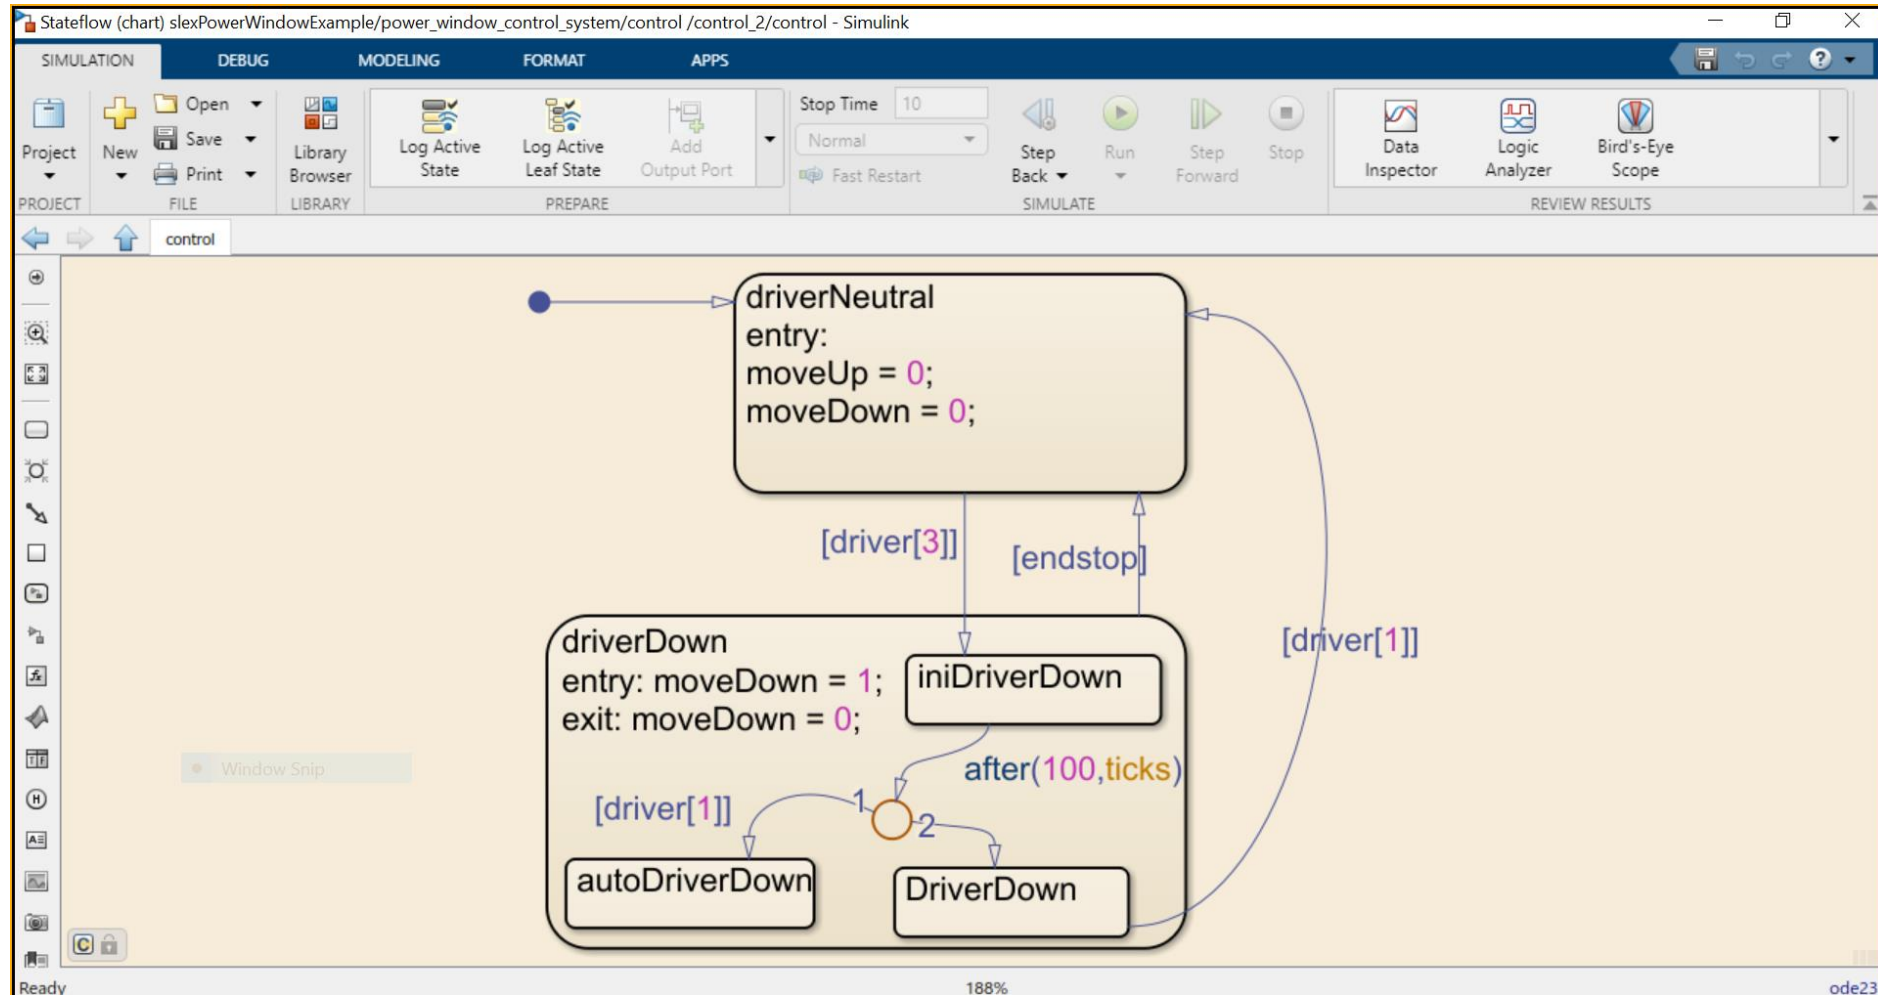 Stateflow (chart) slexPowerWindowExample/power_window_control_system/control /control_2/control - Simulink
SIMULATION DEBUG MODELING FORMAT APPS
Project
New
Open
Save
Print
Library
Browser
Log Active
State
Log Active
Leaf State
Add
Output Port
Stop Time 10
Normal
Fast Restart
Step
Back
Run
Step
Forward
Stop
Data
Inspector
Logic
Analyzer
Bird's-Eye
Scope
PROJECT FILE LIBRARY PREPARE SIMULATE REVIEW RESULTS
control
driverNeutral
entry:
moveUp = 0;
moveDown = 0;
[driver[3]]
[endstop]
[driver[1]]
driverDown
entry: moveDown = 1;
exit: moveDown = 0;
iniDriverDown
after(100,ticks)
[driver[1]]
1
2
autoDriverDown
DriverDown
Window Snip
C
Ready 188% ode23